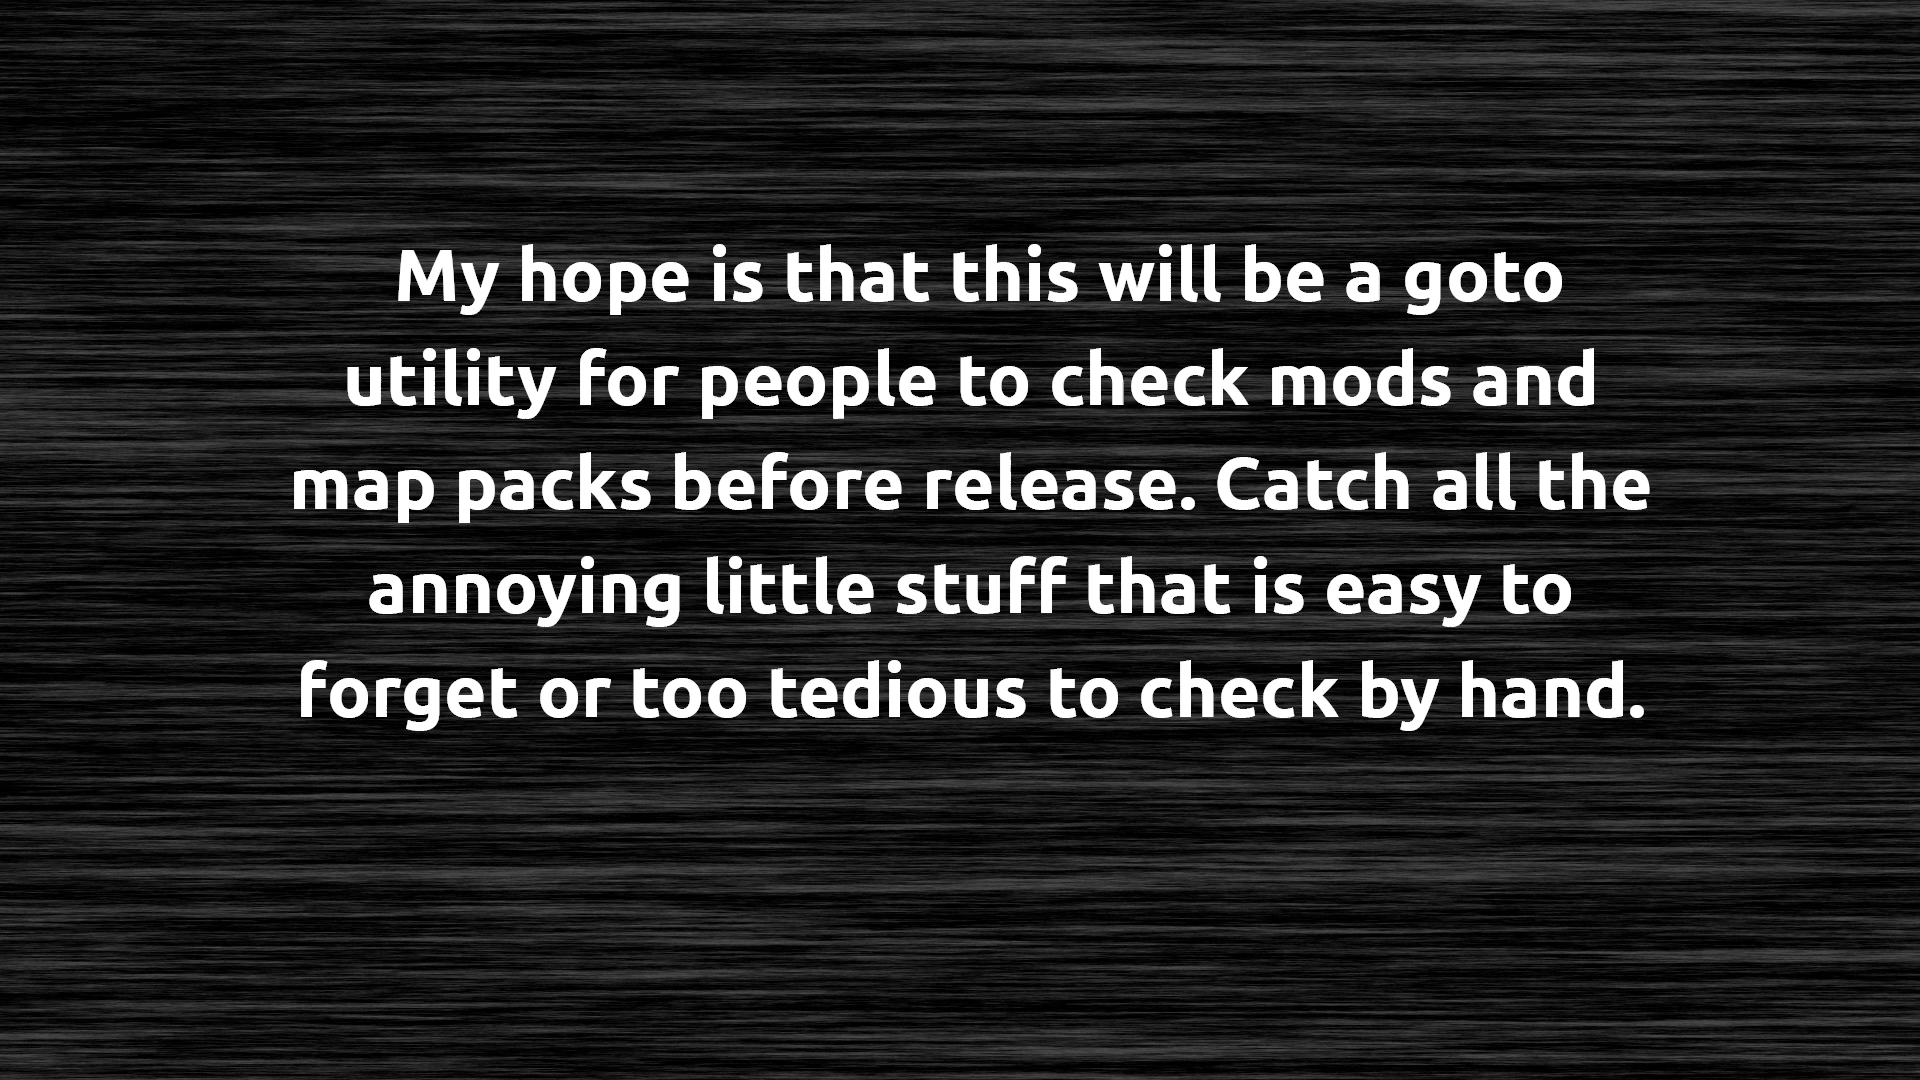 My hope is that this will be a goto
utility for people to check mods and
map packs before release. Catch all the
annoying little stuff that is easy to
forget or too tedious to check by hand.